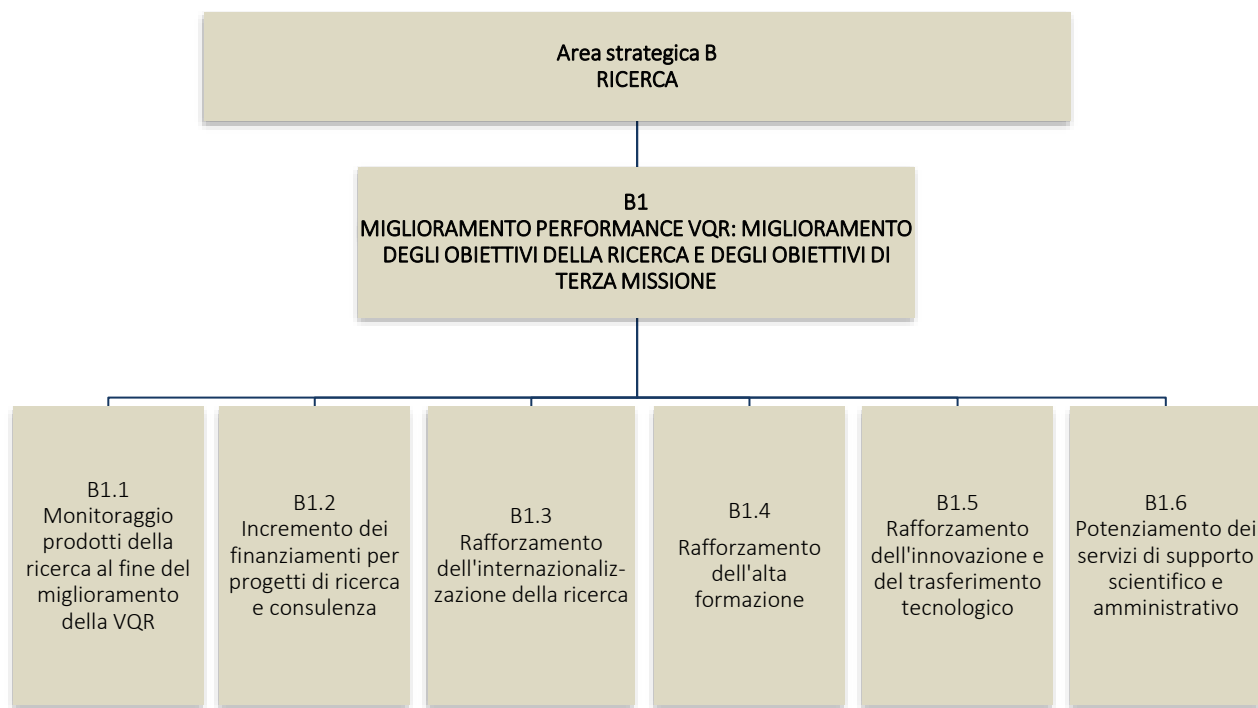 Area strategica B
RICERCA
B1
MIGLIORAMENTO PERFORMANCE VQR: MIGLIORAMENTO
DEGLI OBIETTIVI DELLA RICERCA E DEGLI OBIETTIVI DI
TERZA MISSIONE
B1.1
Monitoraggio
prodotti della
ricerca al fine del
miglioramento
della VQR
B1.2
Incremento dei
finanziamenti per
progetti di ricerca
e consulenza
B1.3
Rafforzamento
dell'internazionaliz-
zazione della ricerca
B1.4
Rafforzamento
dell'alta
formazione
B1.5
Rafforzamento
dell'innovazione e
del trasferimento
tecnologico
B1.6
Potenziamento dei
servizi di supporto
scientifico e
amministrativo